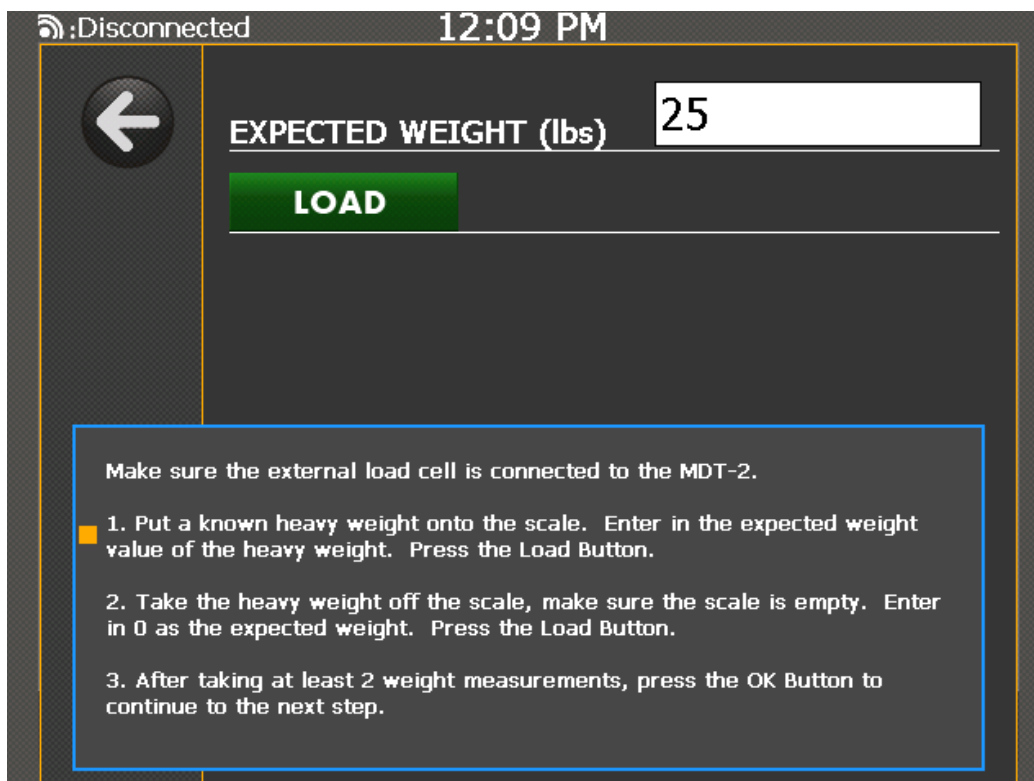 :Disconnected
12:09 PM
EXPECTED WEIGHT (lbs)
25
LOAD
Make sure the external load cell is connected to the MDT-2.
1. Put a known heavy weight onto the scale.  Enter in the expected weight
value of the heavy weight.  Press the Load Button.
2. Take the heavy weight off the scale, make sure the scale is empty.  Enter
in 0 as the expected weight.  Press the Load Button.
3. After taking at least 2 weight measurements, press the OK Button to
continue to the next step.